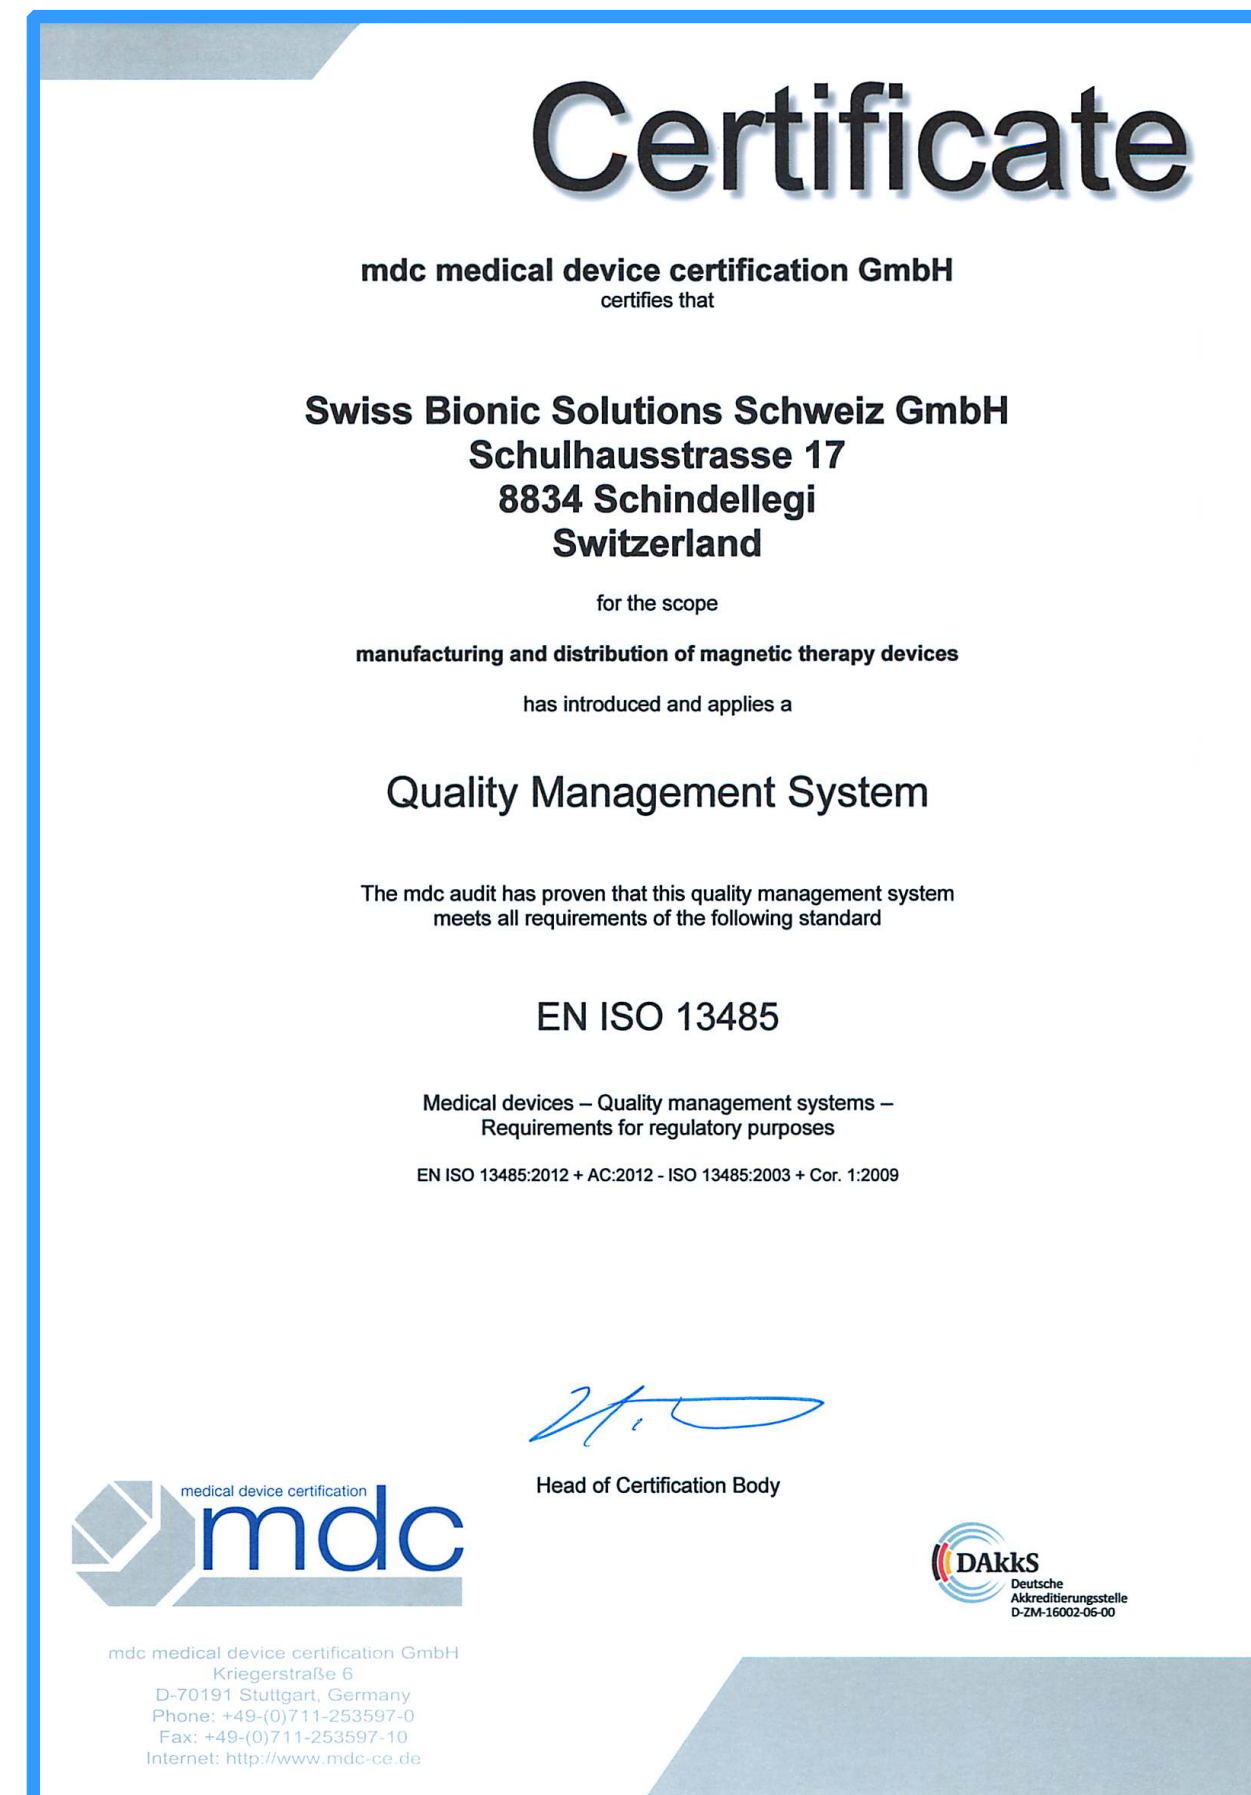 Certificate
mdc medical device certification GmbH
certifies that
Swiss Bionic Solutions Schweiz GmbH
Schulhausstrasse 17
8834 Schindellegi
Switzerland
for the scope
manufacturing and distribution of magnetic therapy devices
has introduced and applies a
Quality Management System
The mdc audit has proven that this quality management system
meets all requirements of the following standard
EN ISO 13485
Medical devices – Quality management systems –
Requirements for regulatory purposes
EN ISO 13485:2012 + AC:2012 - ISO 13485:2003 + Cor. 1:2009
Head of Certification Body
medical device certification
mdc
DAkkS
Deutsche
Akkreditierungsstelle
D-ZM-16002-06-00
mdc medical device certification GmbH
Kriegerstraße 6
D-70191 Stuttgart, Germany
Phone: +49-(0)711-253597-0
Fax: +49-(0)711-253597-10
Internet: http://www.mdc-ce.de